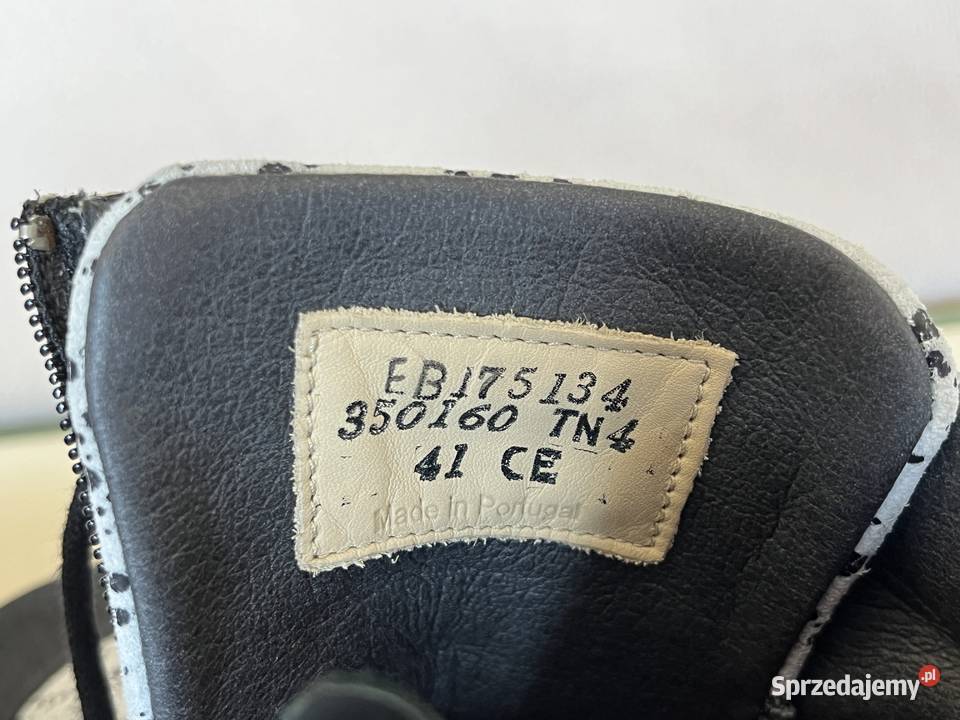 EB175134
350160 TN4
41 CE
Made In Portugal
Sprzedajemy.pl